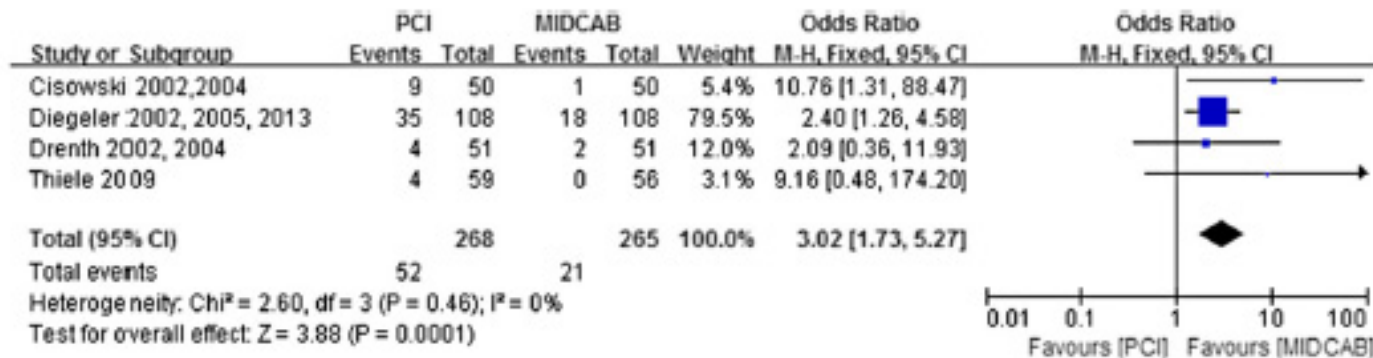 PCI MIDCAB Odds Ratio Odds Ratio
Study or Subgroup Events Total Events Total Weight M-H, Fixed, 95% CI M-H, Fixed, 95% CI
Cisowski 2002,2004 9 50 1 50 5.4% 10.76 [1.31, 88.47]
Diegeler 2002, 2005, 2013 35 108 18 108 79.5% 2.40 [1.26, 4.58]
Drenth 2002, 2004 4 51 2 51 12.0% 2.09 [0.36, 11.93]
Thiele 2009 4 59 0 56 3.1% 9.16 [0.48, 174.20]
Total (95% CI) 268 265 100.0% 3.02 [1.73, 5.27]
Total events 52 21
Heterogeneity: Chi² = 2.60, df = 3 (P = 0.46); I² = 0%
Test for overall effect: Z = 3.88 (P = 0.0001)
0.01 0.1 1 10 100
Favours [PCI] Favours [MIDCAB]